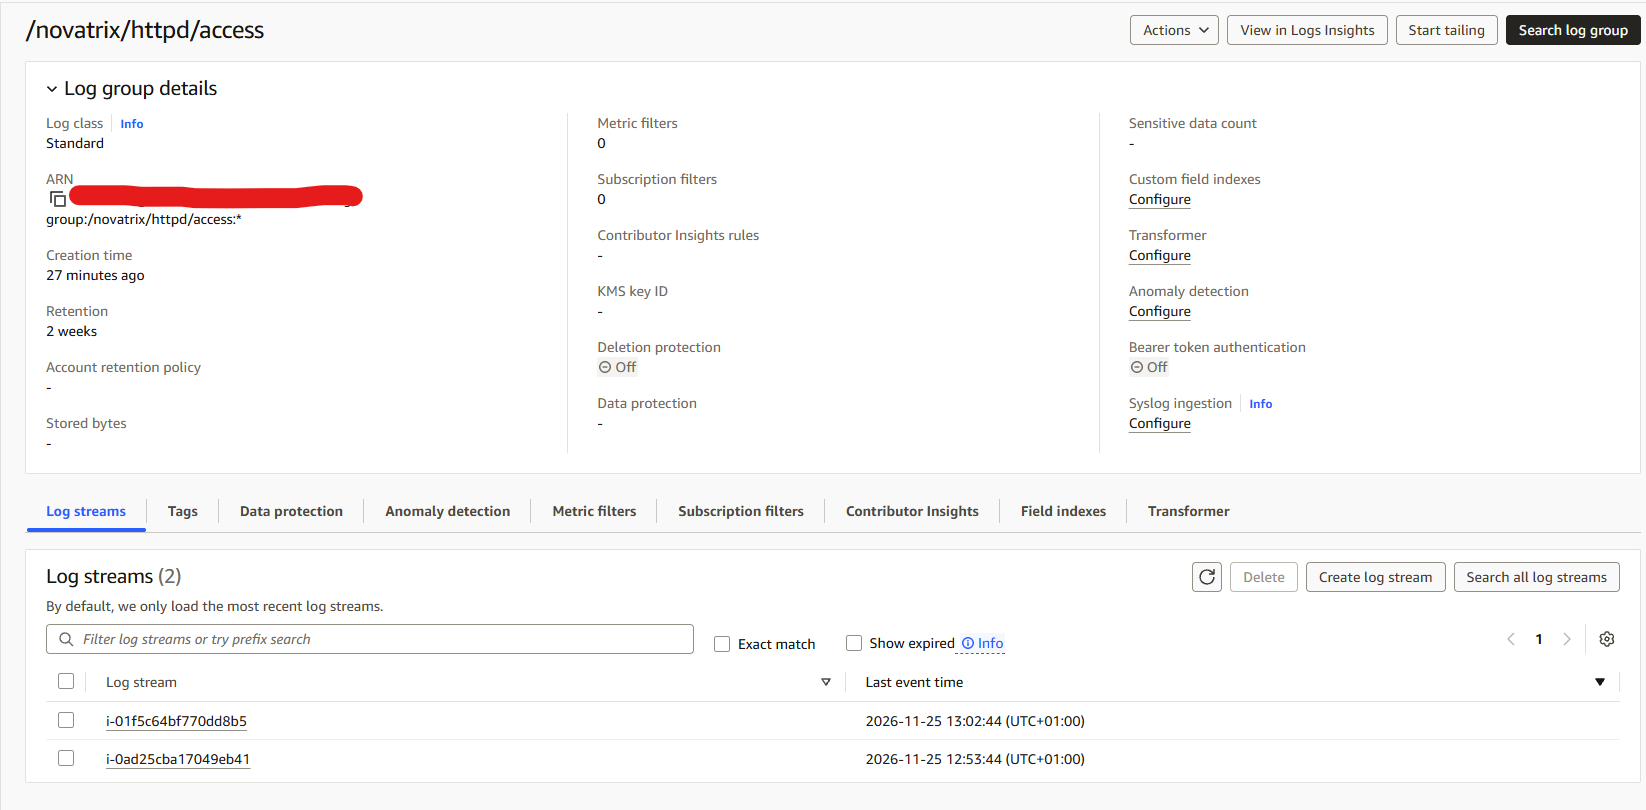 /novatrix/httpd/access
Actions View in Logs Insights Start tailing Search log group
Log group details
Log class Info
Standard
ARN
group:/novatrix/httpd/access:*
Creation time
27 minutes ago
Retention
2 weeks
Account retention policy
-
Stored bytes
-
Metric filters
0
Subscription filters
0
Contributor Insights rules
-
KMS key ID
-
Deletion protection
Off
Data protection
-
Sensitive data count
-
Custom field indexes
Configure
Transformer
Configure
Anomaly detection
Configure
Bearer token authentication
Off
Syslog ingestion Info
Configure
Log streams Tags Data protection Anomaly detection Metric filters Subscription filters Contributor Insights Field indexes Transformer
Log streams (2)
Delete Create log stream Search all log streams
By default, we only load the most recent log streams.
Filter log streams or try prefix search
Exact match Show expired Info
1
Log stream Last event time
i-01f5c64bf770dd8b5 2026-11-25 13:02:44 (UTC+01:00)
i-0ad25cba17049eb41 2026-11-25 12:53:44 (UTC+01:00)